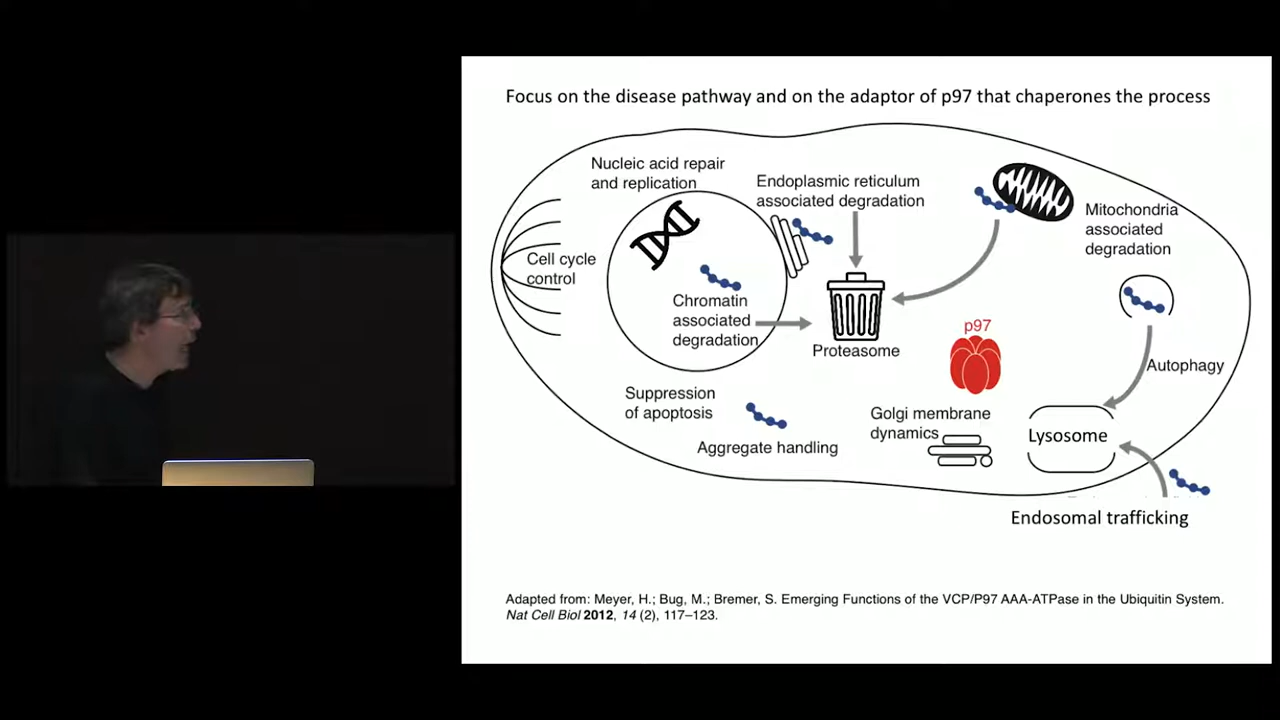 Focus on the disease pathway and on the adaptor of p97 that chaperones the process
Nucleic acid repair
and replication
Endoplasmic reticulum
associated degradation
Mitochondria
associated
degradation
Cell cycle
control
Chromatin
associated
degradation
Proteasome
p97
Autophagy
Suppression
of apoptosis
Golgi membrane
dynamics
Lysosome
Aggregate handling
Endosomal trafficking
Adapted from: Meyer, H.; Bug, M.; Bremer, S. Emerging Functions of the VCP/P97 AAA-ATPase in the Ubiquitin System.
Nat Cell Biol 2012, 14 (2), 117–123.